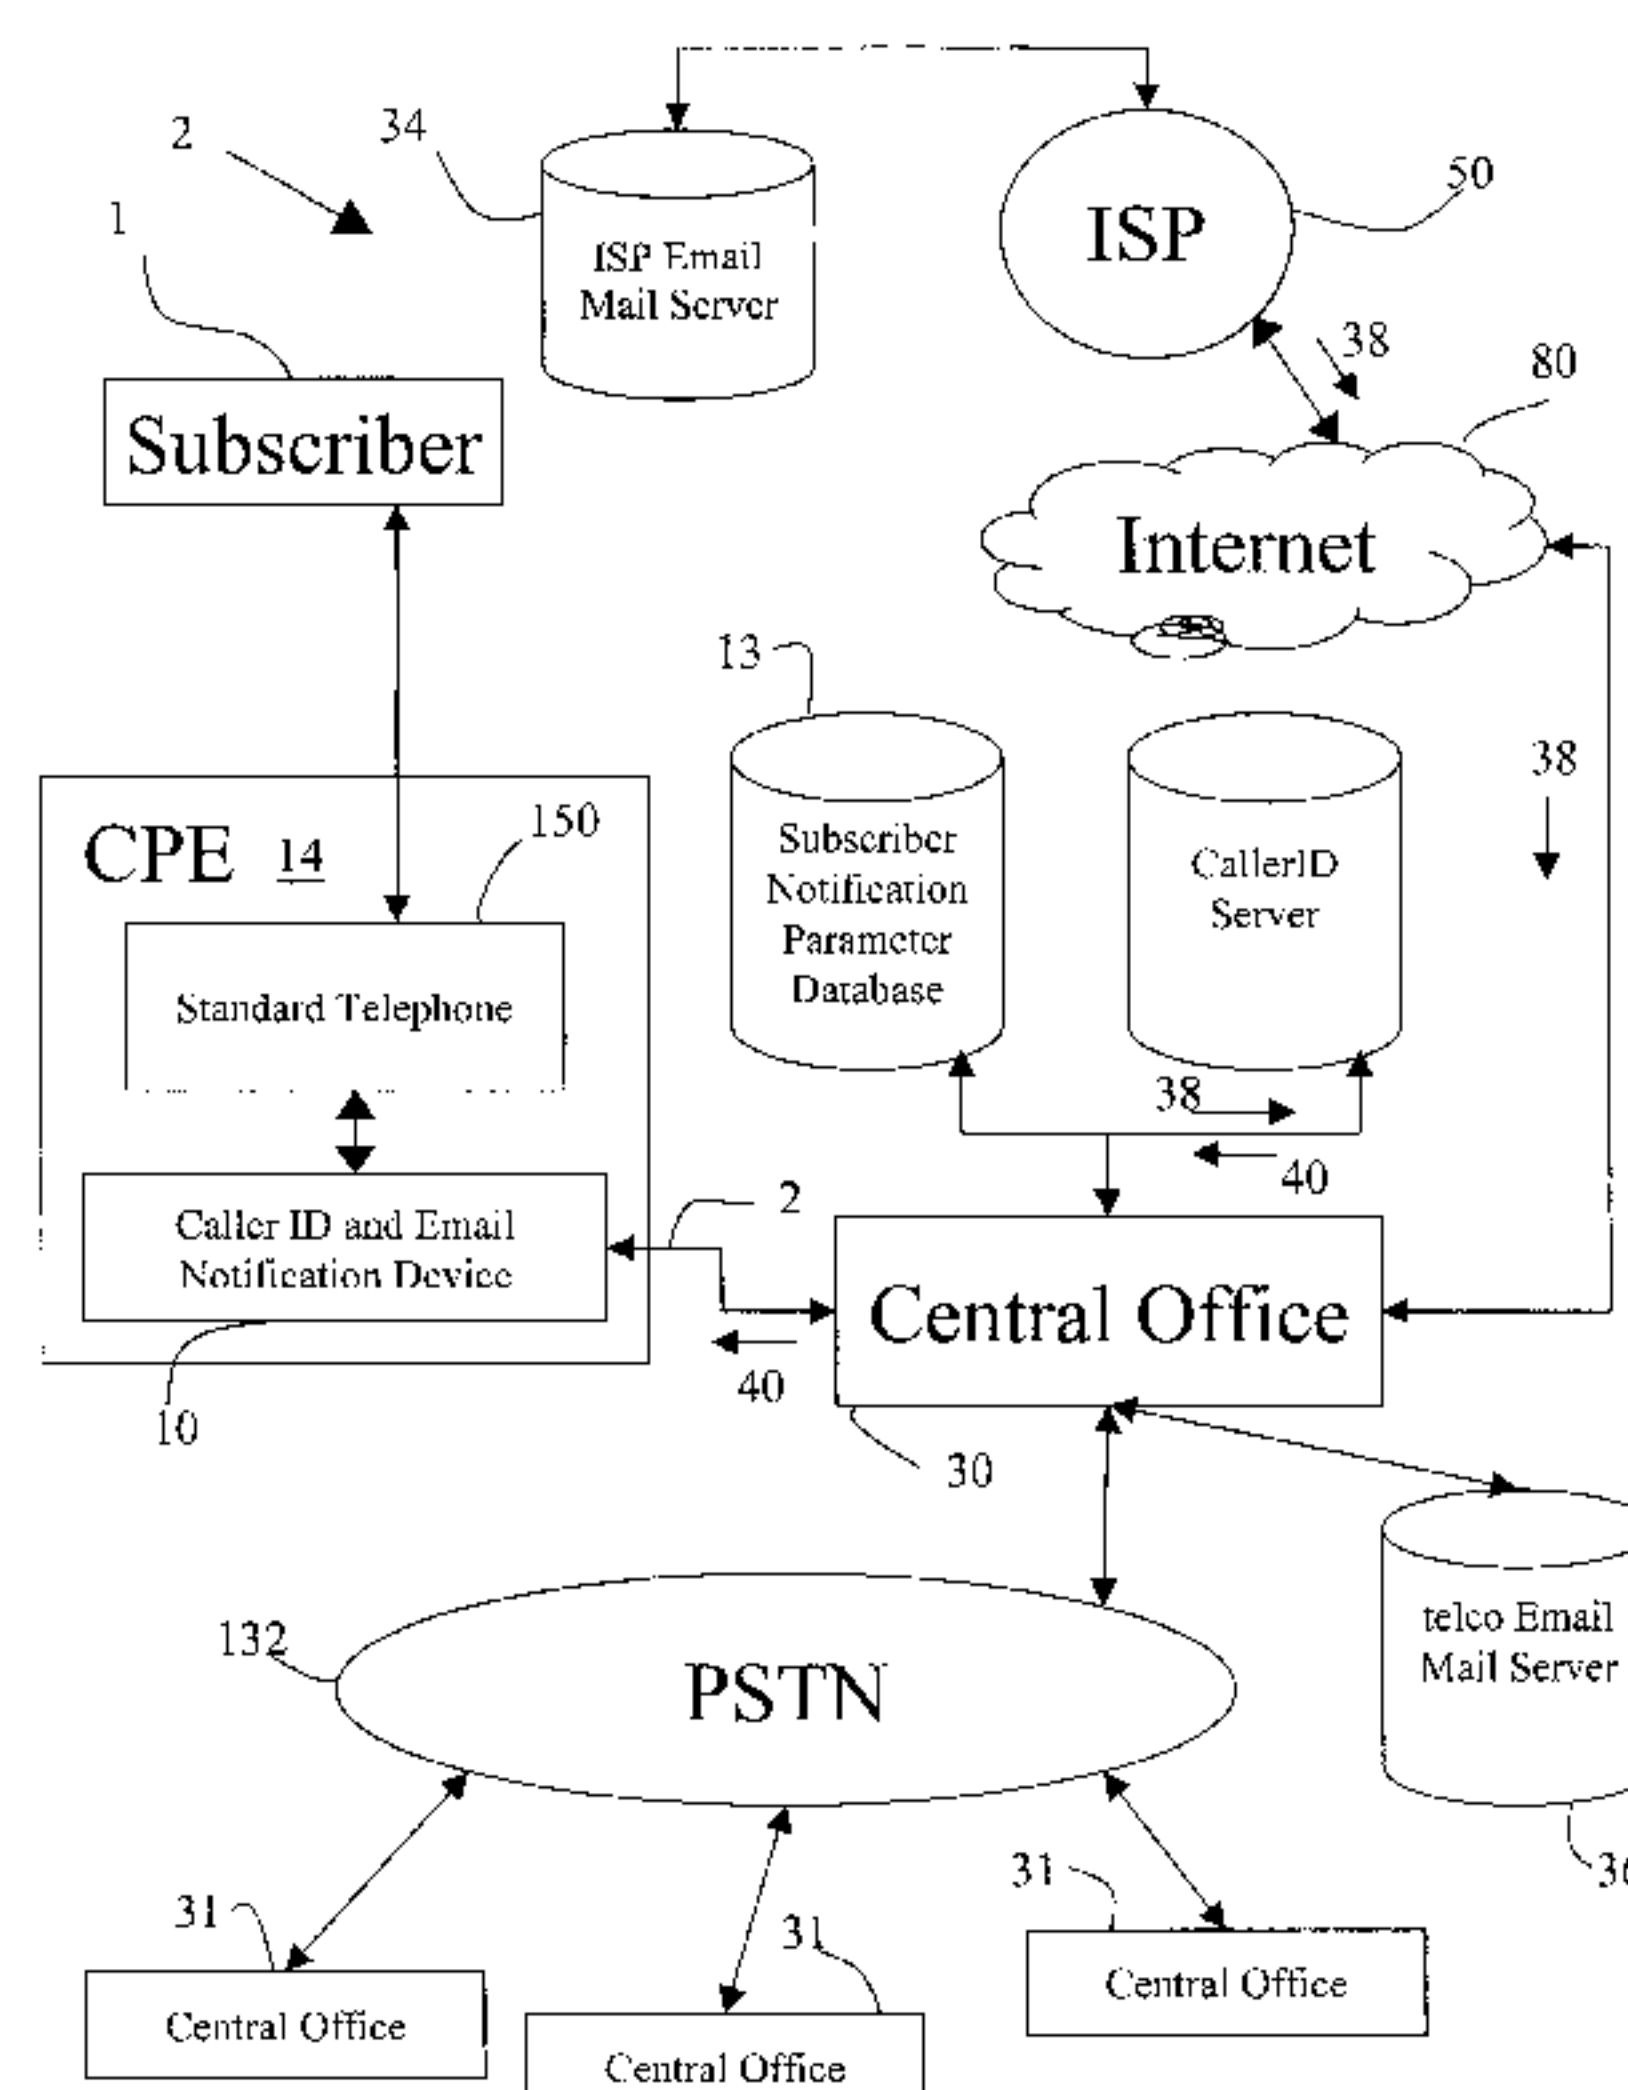 2
34
50
1
ISP
ISP Email
Mail Server
38
80
Subscriber
Internet
13
38
150
CPE 14
Subscriber
Notification
Parameter
Database
CallerID
Server
Standard Telephone
38
40
2
Caller ID and Email
Notification Device
Central Office
40
10
30
132
PSTN
telco Email
Mail Server
31
31
31
Central Office
Central Office
Central Office